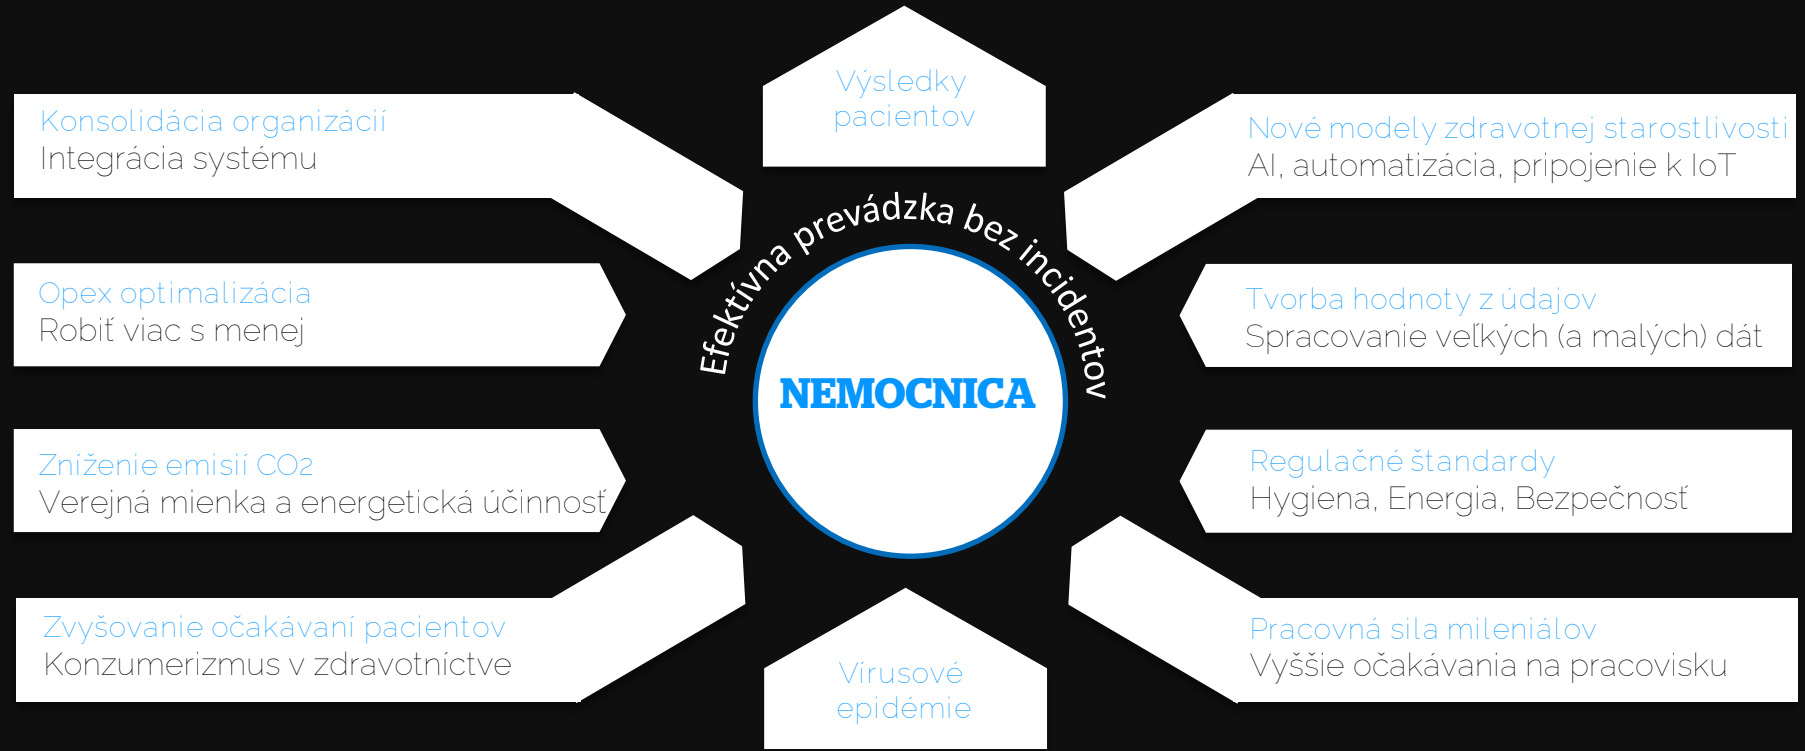 Výsledky
pacientov
Konsolidácia organizácií
Integrácia systému
Nové modely zdravotnej starostlivosti
AI, automatizácia, pripojenie k IoT
Efektívna prevádzka bez incidentov
Opex optimalizácia
Robiť viac s menej
Tvorba hodnoty z údajov
Spracovanie veľkých (a malých) dát
NEMOCNICA
Zníženie emisií CO2
Verejná mienka a energetická účinnosť
Regulačné štandardy
Hygiena, Energia, Bezpečnosť
Zvyšovanie očakávaní pacientov
Konzumerizmus v zdravotníctve
Pracovná sila mileniálov
Vyššie očakávania na pracovisku
Vírusové
epidémie